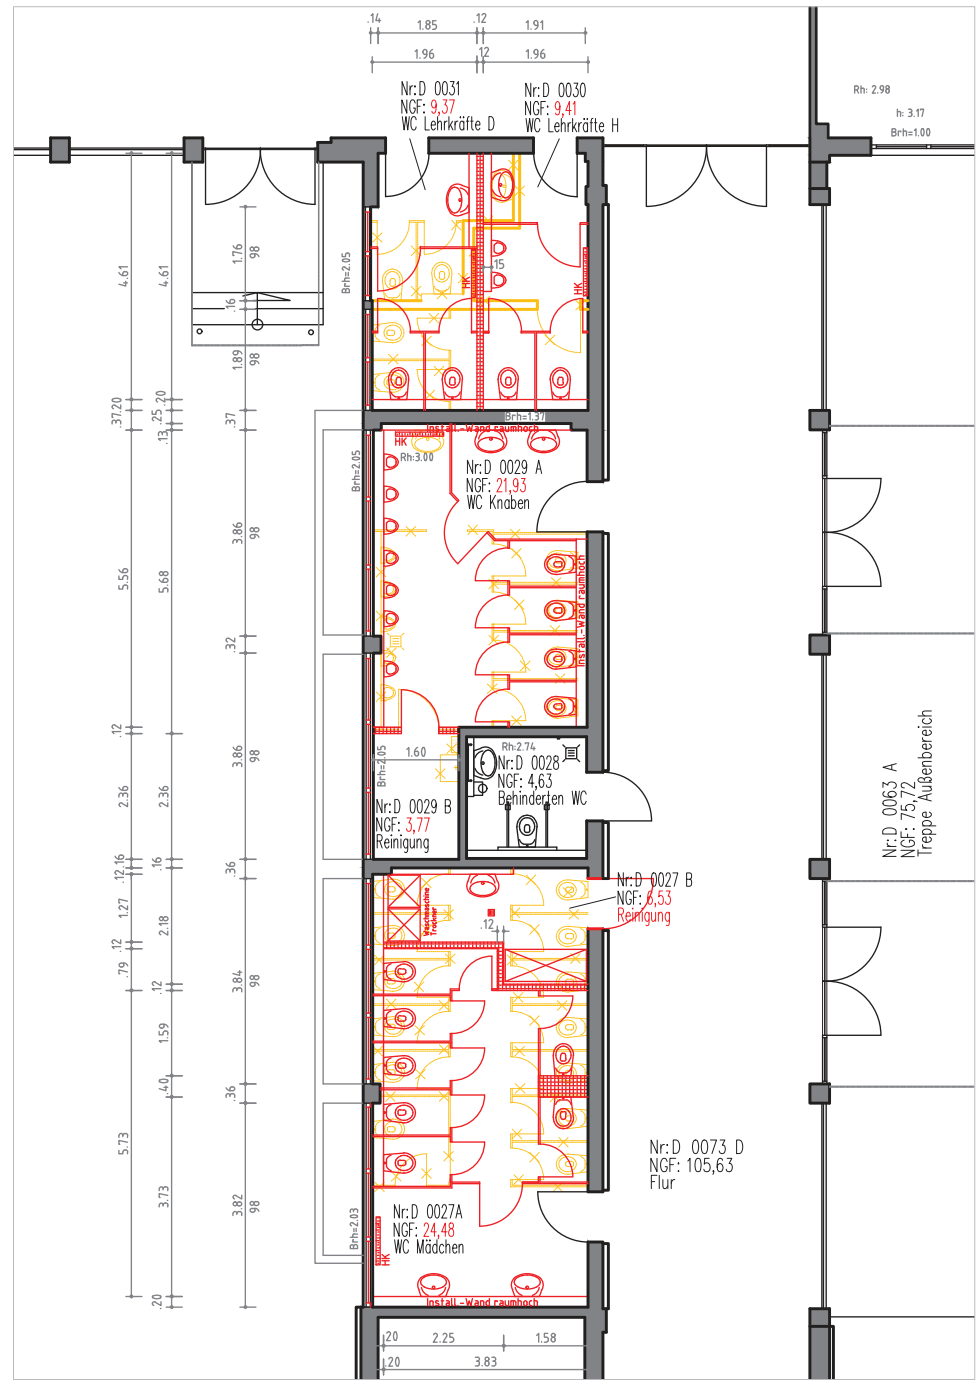 .14
1.85
.12
1.91
1.96
.12
1.96
Nr:D 0031
NGF: 9,37
WC Lehrkräfte D
Nr:D 0030
NGF: 9,41
WC Lehrkräfte H
Rh: 2.98
h: 3.17
Brh=1.00
4.61
4.61
1.76
98
.16
1.89
98
Brh=2.05
HK
15
HK
.20
.37
.20
.25
.13
.37
Brh=1.37
Install.-Wand raumhoch
HK
Rh:3.00
Nr:D 0029 A
NGF: 21,93
WC Knaben
Brh=2.05
5.56
5.68
3.86
98
Install.-Wand raumhoch
.32
.12
2.36
2.36
3.86
98
Brh=2.05
1.60
Rh:2.74
Nr:D 0028
NGF: 4,63
Behinderten WC
Nr:D 0029 B
NGF: 3,77
Reinigung
Nr:D 0063 A
NGF: 75,72
Treppe Außenbereich
.16
.12
.16
.36
Waschmaschine
Trockner
.12
Nr:D 0027 B
NGF: 6,53
Reinigung
1.27
2.18
.12
.79
.12
3.84
98
1.59
.40
.36
5.73
3.73
3.82
98
Brh=2.03
Nr:D 0073 D
NGF: 105,63
Flur
Nr:D 0027A
NGF: 24,48
WC Mädchen
HK
.20
Install.-Wand raumhoch
.20
2.25
1.58
.20
3.83